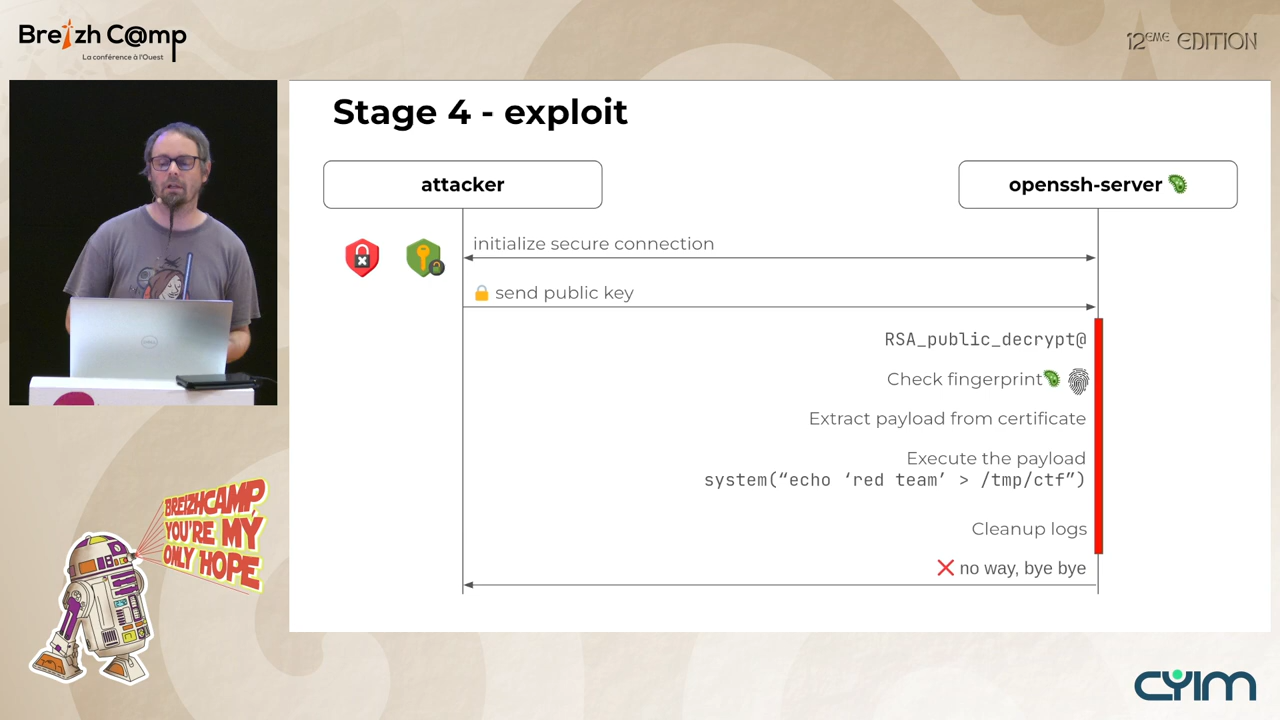 Breizh C@mp
La conférence à l'Ouest
12ÈME EDITION
Stage 4 - exploit
attacker
openssh-server
initialize secure connection
send public key
RSA_public_decrypt@
Check fingerprint
Extract payload from certificate
Execute the payload
system(“echo ‘red team’ > /tmp/ctf”)
Cleanup logs
❌ no way, bye bye
BREIZHCAMP
YOU'RE MY
ONLY HOPE
DELL
CYIM